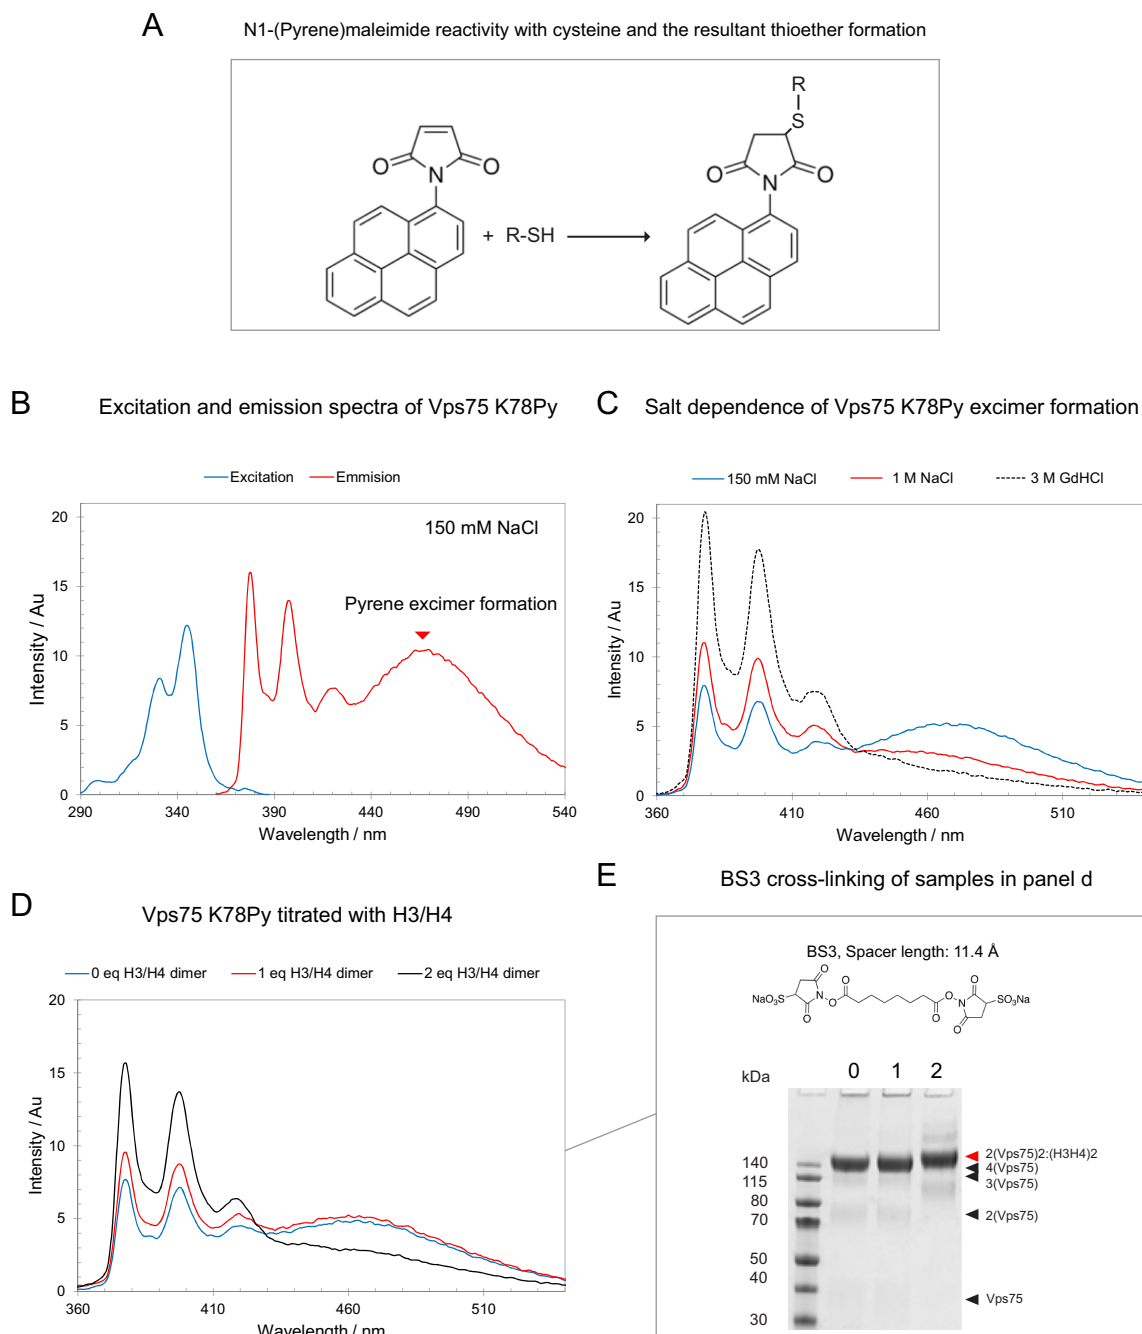 A
N1-(Pyrene)maleimide reactivity with cysteine and the resultant thioether formation
R
S
O
N
O
+ R-SH
O
N
O
B
Excitation and emission spectra of Vps75 K78Py
Excitation
Emmision
150 mM NaCl
Pyrene excimer formation
Intensity / Au
20
15
10
5
0
290
340
390
440
490
540
Wavelength / nm
C
Salt dependence of Vps75 K78Py excimer formation
150 mM NaCl
1 M NaCl
3 M GdHCl
Intensity / Au
20
15
10
5
0
360
410
460
510
Wavelength / nm
D
Vps75 K78Py titrated with H3/H4
0 eq H3/H4 dimer
1 eq H3/H4 dimer
2 eq H3/H4 dimer
Intensity / Au
20
15
10
5
0
360
410
460
510
Wavelength / nm
E
BS3 cross-linking of samples in panel d
BS3, Spacer length: 11.4 Å
NaO3S
O
N
O
O
O
O
O
O
N
O
SO3Na
kDa
0
1
2
140
115
80
70
50
40
30
2(Vps75)2:(H3H4)2
4(Vps75)
3(Vps75)
2(Vps75)
Vps75